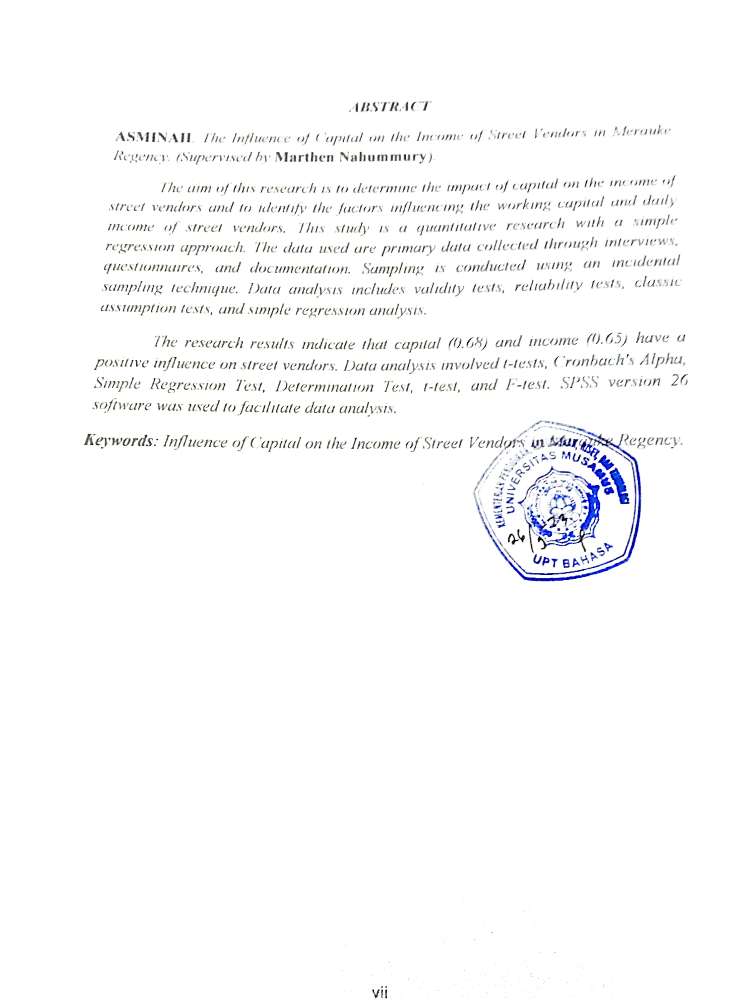 ABSTRACT
ASMINAH. The Influence of Capital on the Income of Street Vendors in Merauke
Regency. (Supervised by Marthen Nahummury).
The aim of this research is to determine the impact of capital on the income of
street vendors and to identify the factors influencing the working capital and daily
income of street vendors. This study is a quantitative research with a simple
regression approach. The data used are primary data collected through interviews,
questionnaires, and documentation. Sampling is conducted using an incidental
sampling technique. Data analysis includes validity tests, reliability tests, classic
assumption tests, and simple regression analysis.
The research results indicate that capital (0.68) and income (0.65) have a
positive influence on street vendors. Data analysis involved t-tests, Cronbach's Alpha,
Simple Regression Test, Determination Test, t-test, and F-test. SPSS version 26
software was used to facilitate data analysis.
Keywords: Influence of Capital on the Income of Street Vendors in Merauke Regency.
KEMENTERIAN RISET, DAN TEKNOLOGI
UNIVERSITAS MUSAMUS
UPT BAHASA
vii